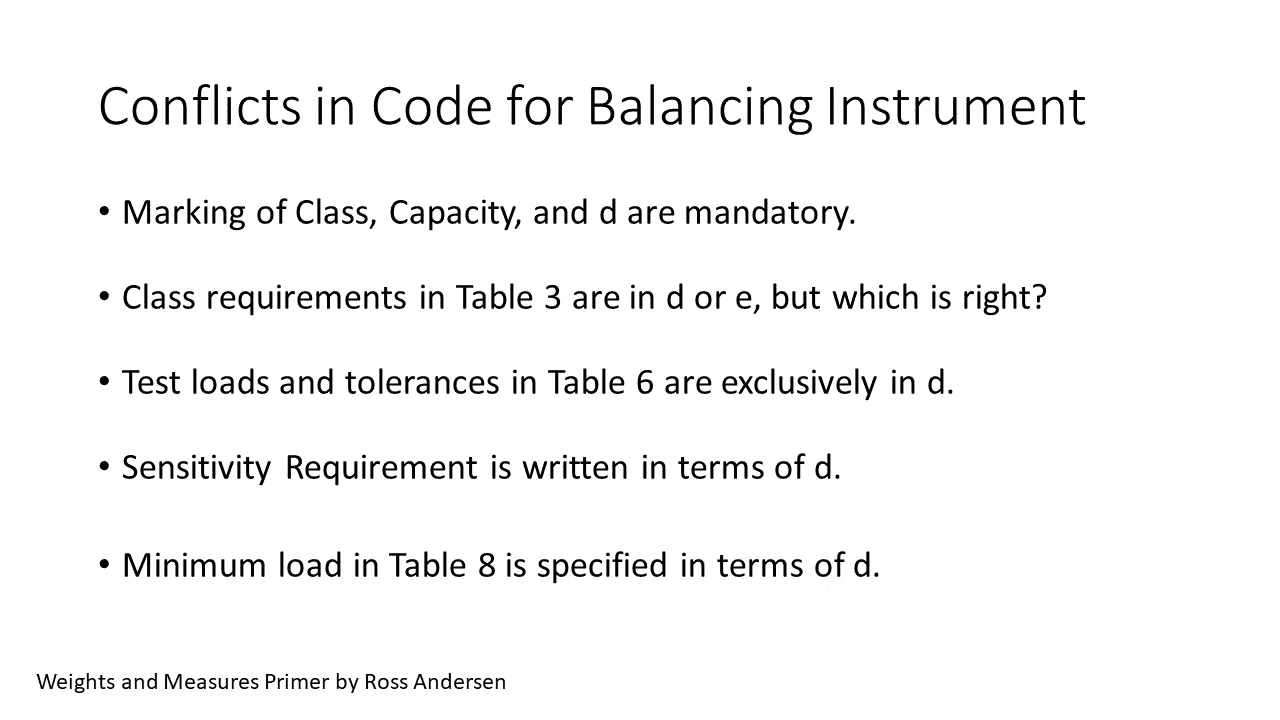 Conflicts in Code for Balancing Instrument
• Marking of Class, Capacity, and d are mandatory.
• Class requirements in Table 3 are in d or e, but which is right?
• Test loads and tolerances in Table 6 are exclusively in d.
• Sensitivity Requirement is written in terms of d.
• Minimum load in Table 8 is specified in terms of d.
Weights and Measures Primer by Ross Andersen